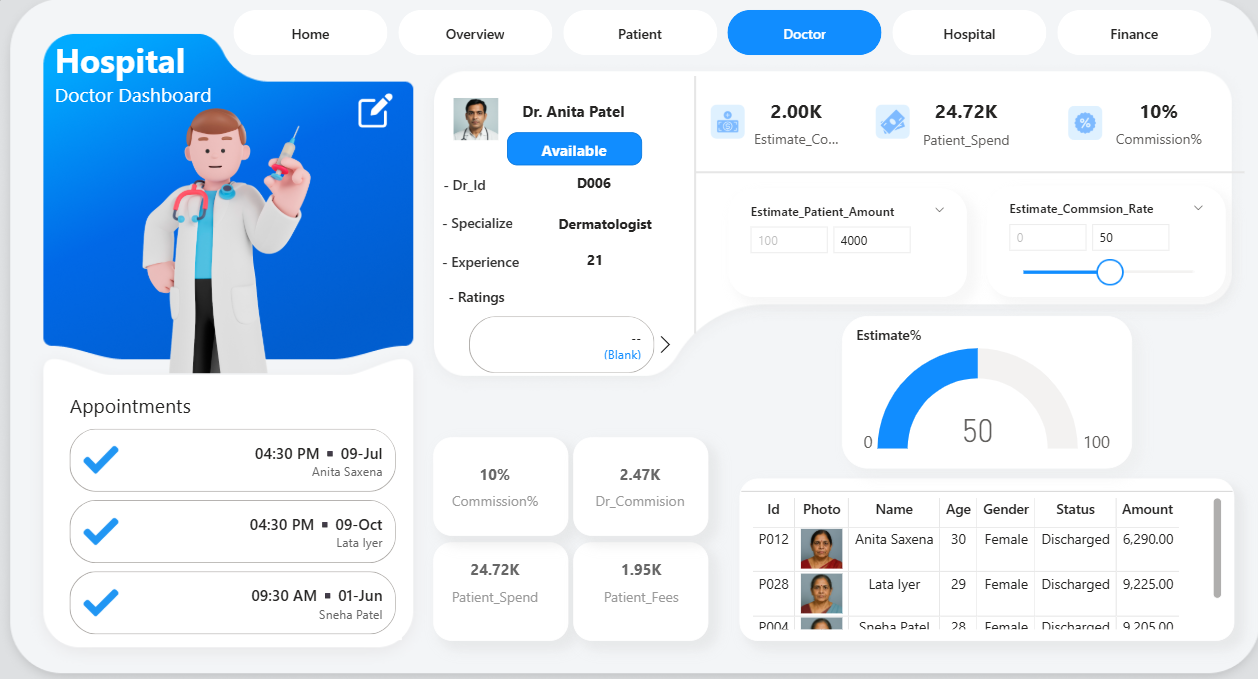 Home
Overview
Patient
Doctor
Hospital
Finance
Hospital
Doctor Dashboard
Dr. Anita Patel
Available
- Dr_Id
D006
- Specialize
Dermatologist
- Experience
21
- Ratings
--
(Blank)
2.00K
Estimate_Co...
24.72K
Patient_Spend
10%
Commission%
Estimate_Patient_Amount
100
4000
Estimate_Commsion_Rate
0
50
Estimate%
0
50
100
Appointments
04:30 PM ▪ 09-Jul
Anita Saxena
04:30 PM ▪ 09-Oct
Lata Iyer
09:30 AM ▪ 01-Jun
Sneha Patel
10%
Commission%
2.47K
Dr_Commision
24.72K
Patient_Spend
1.95K
Patient_Fees
Id Photo Name Age Gender Status Amount
P012 Anita Saxena 30 Female Discharged 6,290.00
P028 Lata Iyer 29 Female Discharged 9,225.00
P004 Sneha Patel 28 Female Discharged 9,205.00